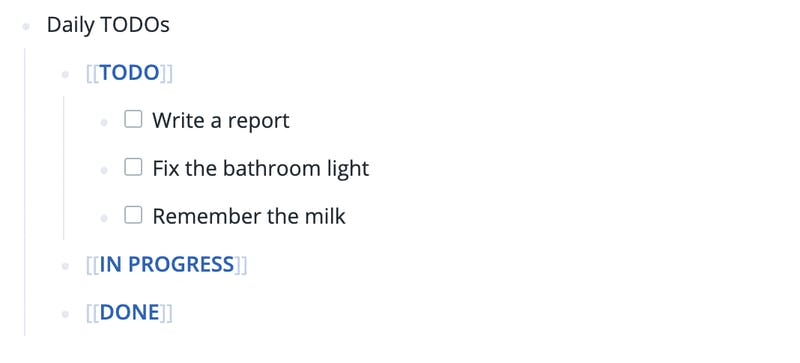 Daily TODOs
[[TODO]]
Write a report
Fix the bathroom light
Remember the milk
[[IN PROGRESS]]
[[DONE]]